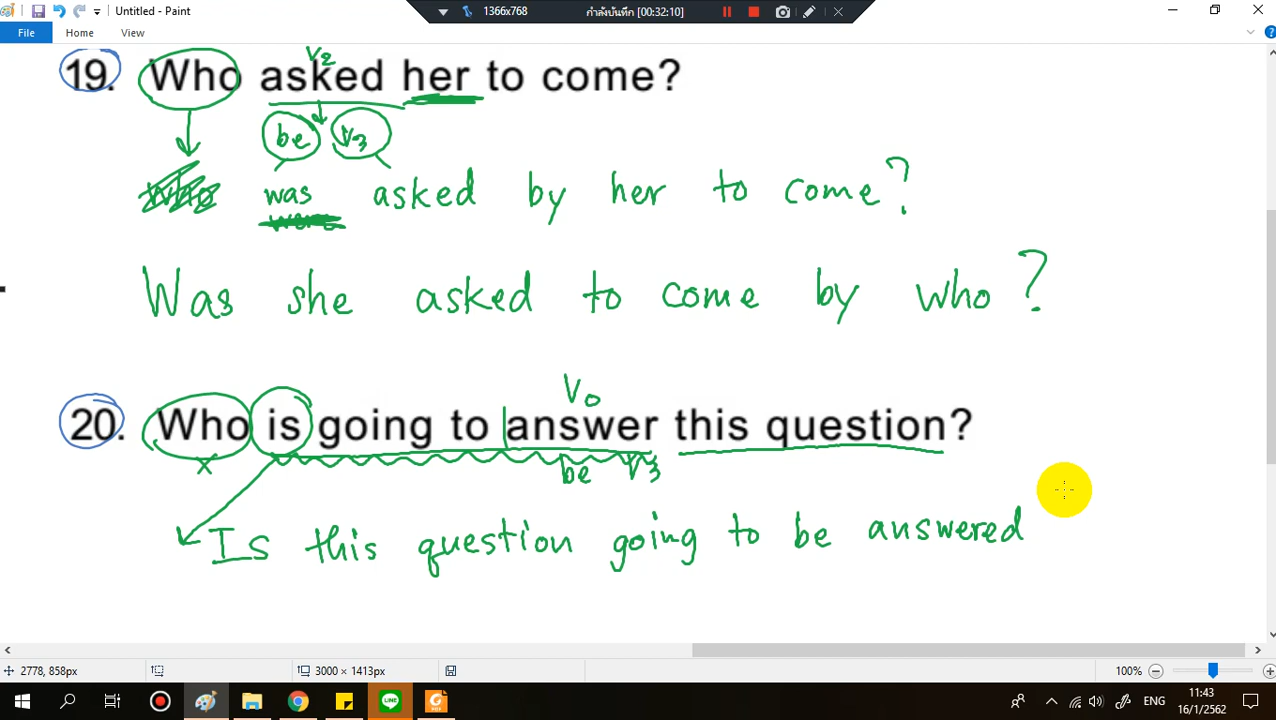 Untitled - Paint
1366x768
กำลังบันทึก [00:32:10]
File Home View
V2
19. Who asked her to come?
be V3
who was asked by her to come?
were
Was she asked to come by who?
V0
20. Who is going to answer this question?
x be V3
Is this question going to be answered
2778, 858px
3000 × 1413px
100%
ENG
11:43
16/1/2562